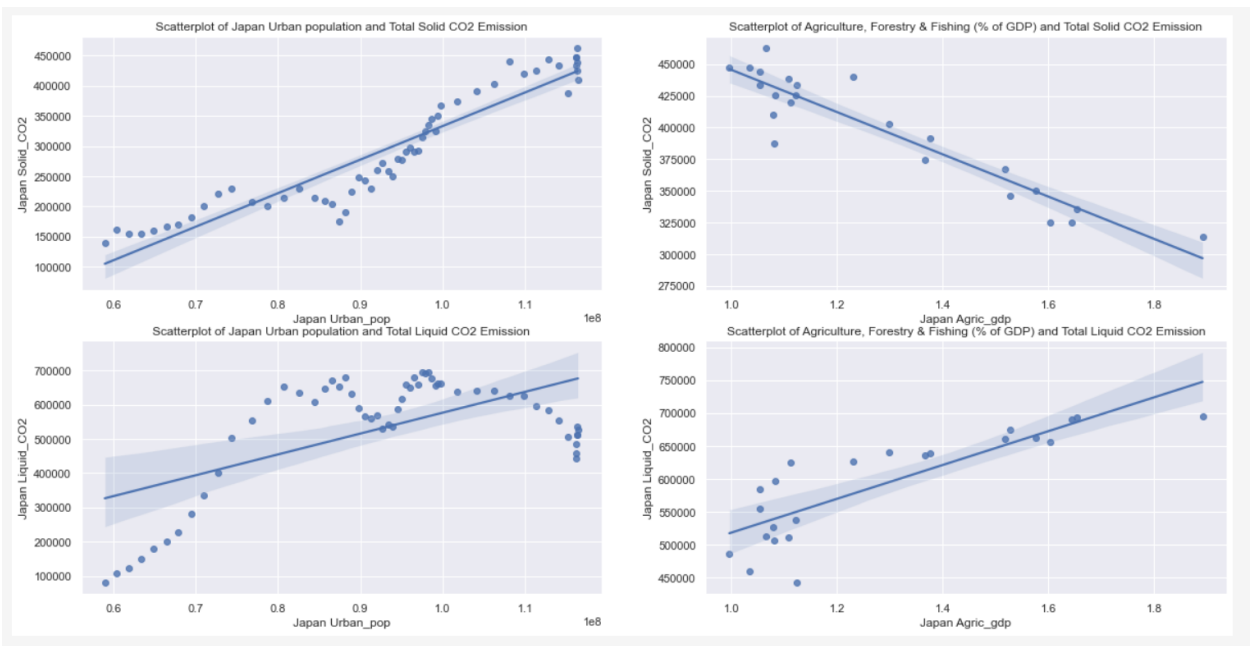 Scatterplot of Japan Urban population and Total Solid CO2 Emission
450000
400000
350000
300000
250000
200000
150000
100000
Japan Solid_CO2
0.6 0.7 0.8 0.9 1.0 1.1
1e8
Japan Urban_pop
Scatterplot of Agriculture, Forestry & Fishing (% of GDP) and Total Solid CO2 Emission
450000
425000
400000
375000
350000
325000
300000
275000
Japan Solid_CO2
1.0 1.2 1.4 1.6 1.8
Japan Agric_gdp
Scatterplot of Japan Urban population and Total Liquid CO2 Emission
700000
600000
500000
400000
300000
200000
100000
Japan Liquid_CO2
0.6 0.7 0.8 0.9 1.0 1.1
1e8
Japan Urban_pop
Scatterplot of Agriculture, Forestry & Fishing (% of GDP) and Total Liquid CO2 Emission
800000
750000
700000
650000
600000
550000
500000
450000
Japan Liquid_CO2
1.0 1.2 1.4 1.6 1.8
Japan Agric_gdp